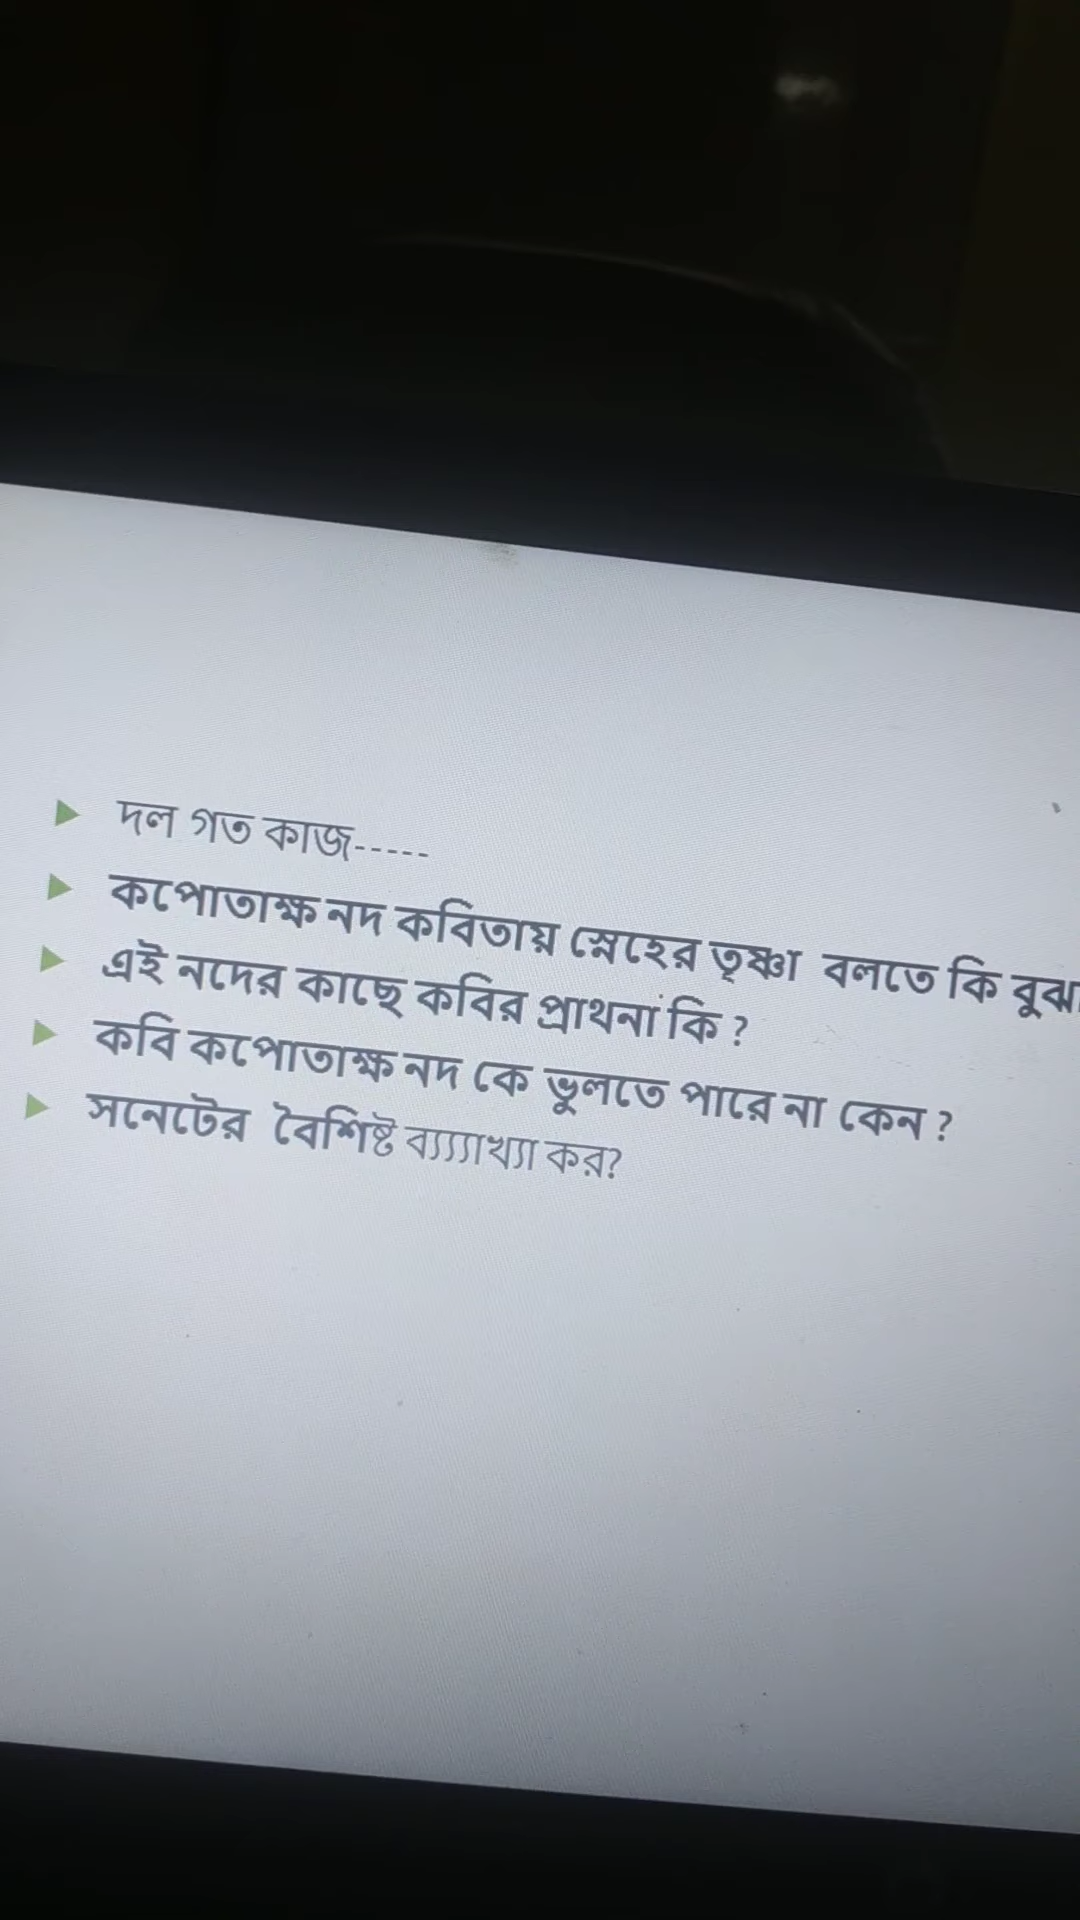 দল গত কাজ-----
কপোতাক্ষ নদ কবিতায় স্নেহের তৃষ্ণা বলতে কি
এই নদের কাছে কবির প্রাথনাং কি ?
কবি কপোতাক্ষ নদ কে ভুলতে পারে না কেন ?
সনেটের বৈশিষ্ট ব্য্য্যাখ্যা কর?